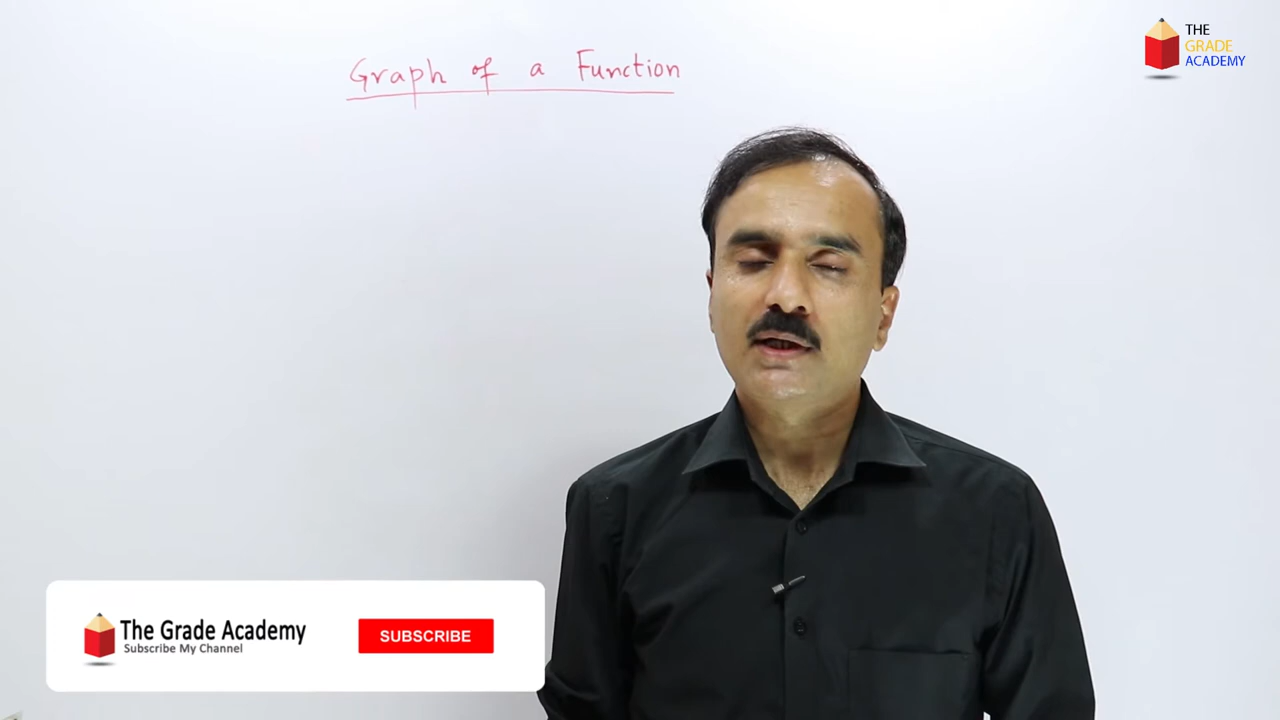 Graph of a Function
THE
GRADE
ACADEMY
The Grade Academy
Subscribe My Channel
SUBSCRIBE